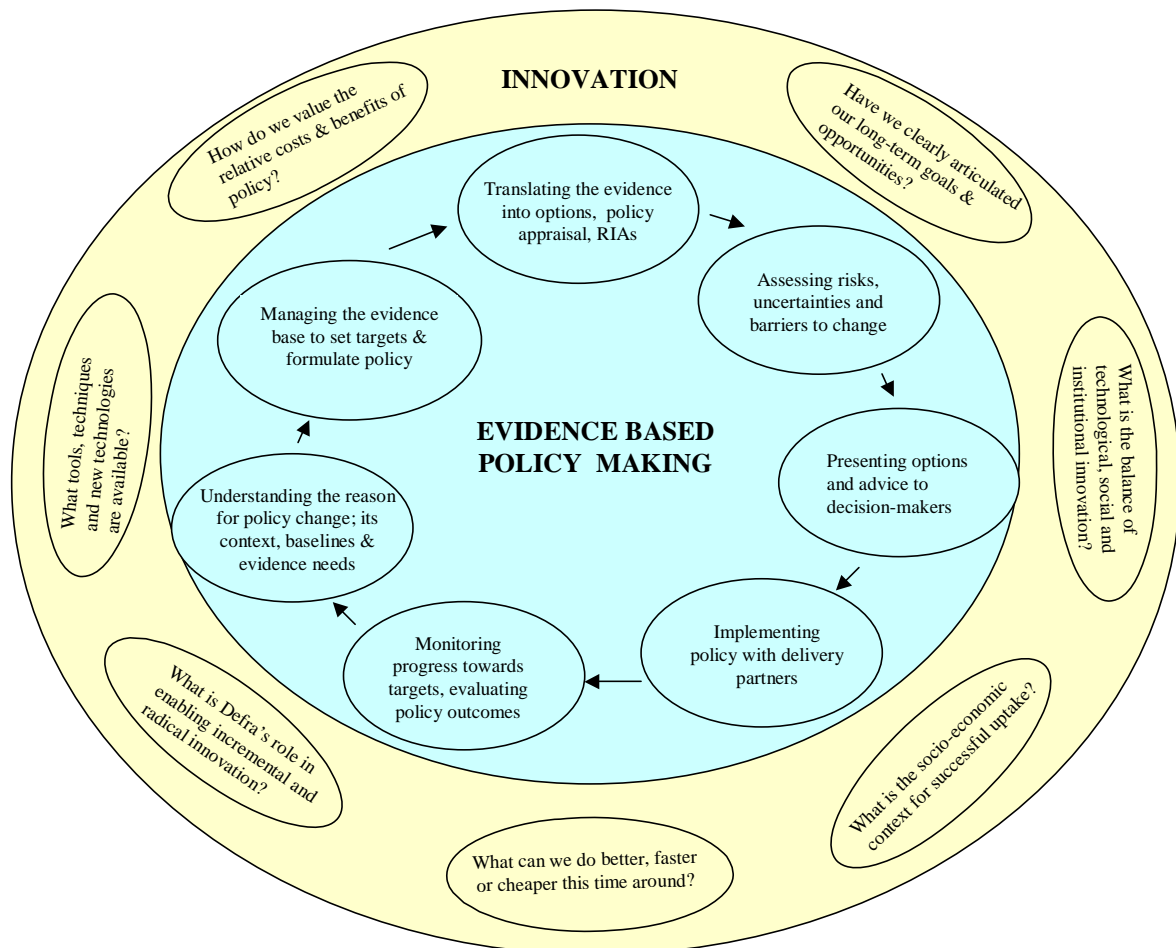 INNOVATION
How do we value the
relative costs & benefits of
policy?
Have we clearly articulated
our long-term goals &
opportunities?
Translating the evidence
into options, policy
appraisal, RIAs
Assessing risks,
uncertainties and
barriers to change
Managing the evidence
base to set targets &
formulate policy
What is the balance of
technological, social and
institutional innovation?
What tools, techniques
and new technologies
are available?
EVIDENCE BASED
POLICY MAKING
Presenting options
and advice to
decision-makers
Understanding the reason
for policy change; its
context, baselines &
evidence needs
Implementing
policy with delivery
partners
Monitoring
progress towards
targets, evaluating
policy outcomes
What is Defra's role in
enabling incremental and
radical innovation?
What is the socio-economic
context for successful uptake?
What can we do better, faster
or cheaper this time around?